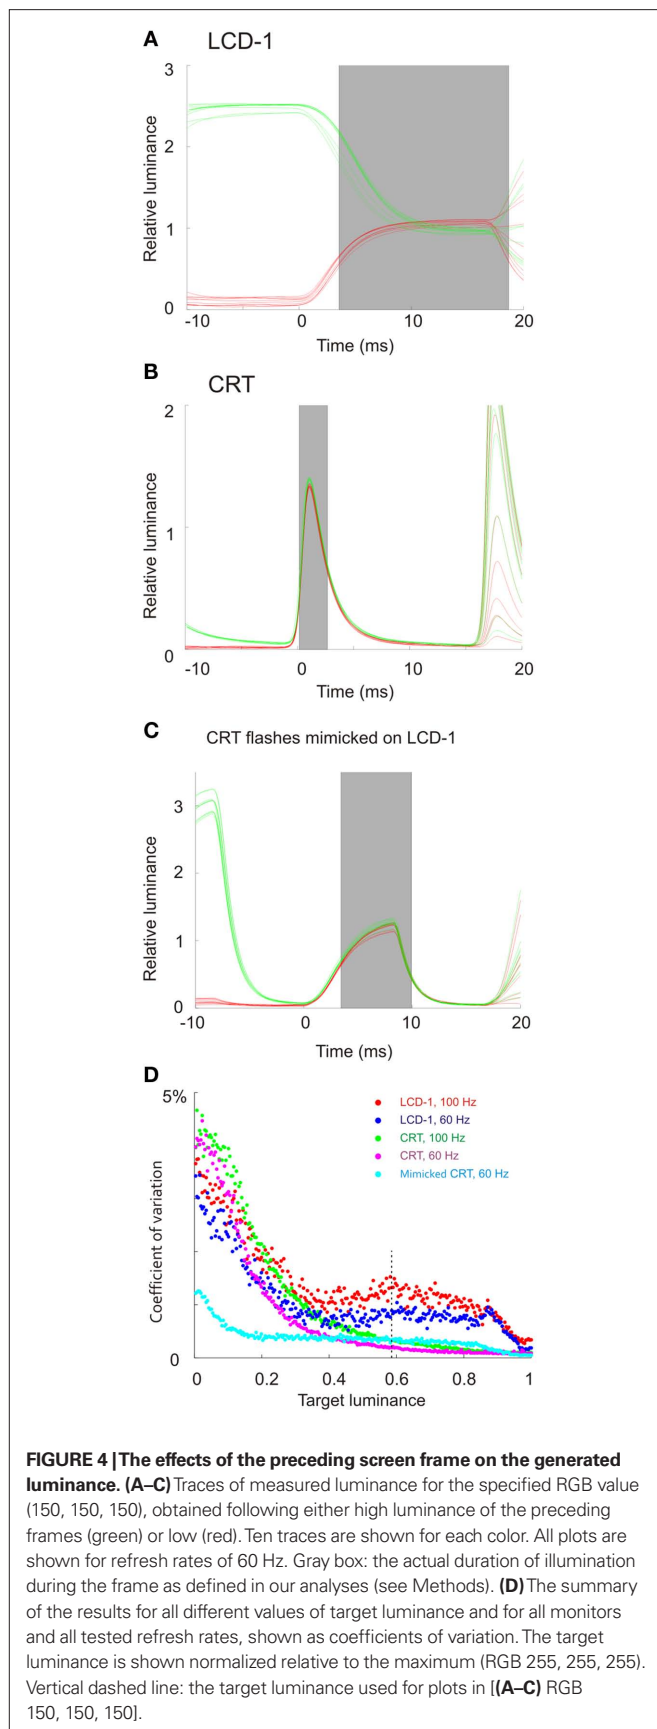 A
LCD-1
3
2
1
0
Relative luminance
-10
0
10
20
Time (ms)
B
CRT
2
1
0
Relative luminance
-10
0
10
20
Time (ms)
C
CRT flashes mimicked on LCD-1
3
2
1
0
Relative luminance
-10
0
10
20
Time (ms)
D
5%
0
Coefficient of variation
LCD-1, 100 Hz
LCD-1, 60 Hz
CRT, 100 Hz
CRT, 60 Hz
Mimicked CRT, 60 Hz
0
0.2
0.4
0.6
0.8
1
Target luminance
FIGURE 4 | The effects of the preceding screen frame on the generated
luminance. (A–C) Traces of measured luminance for the specified RGB value
(150, 150, 150), obtained following either high luminance of the preceding
frames (green) or low (red). Ten traces are shown for each color. All plots are
shown for refresh rates of 60 Hz. Gray box: the actual duration of illumination
during the frame as defined in our analyses (see Methods). (D) The summary
of the results for all different values of target luminance and for all monitors
and all tested refresh rates, shown as coefficients of variation. The target
luminance is shown normalized relative to the maximum (RGB 255, 255, 255).
Vertical dashed line: the target luminance used for plots in [(A–C) RGB
150, 150, 150].